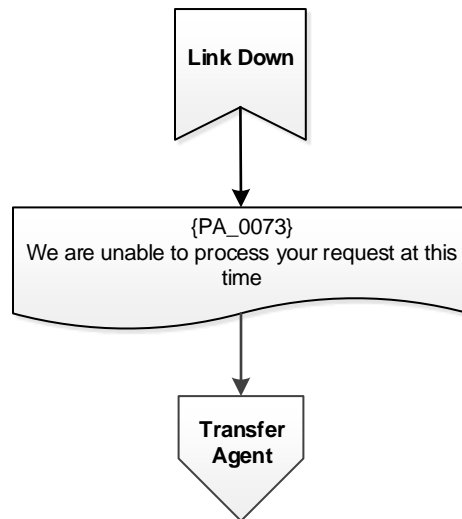 Link Down
{PA_0073}
We are unable to process your request at this
time
Transfer
Agent